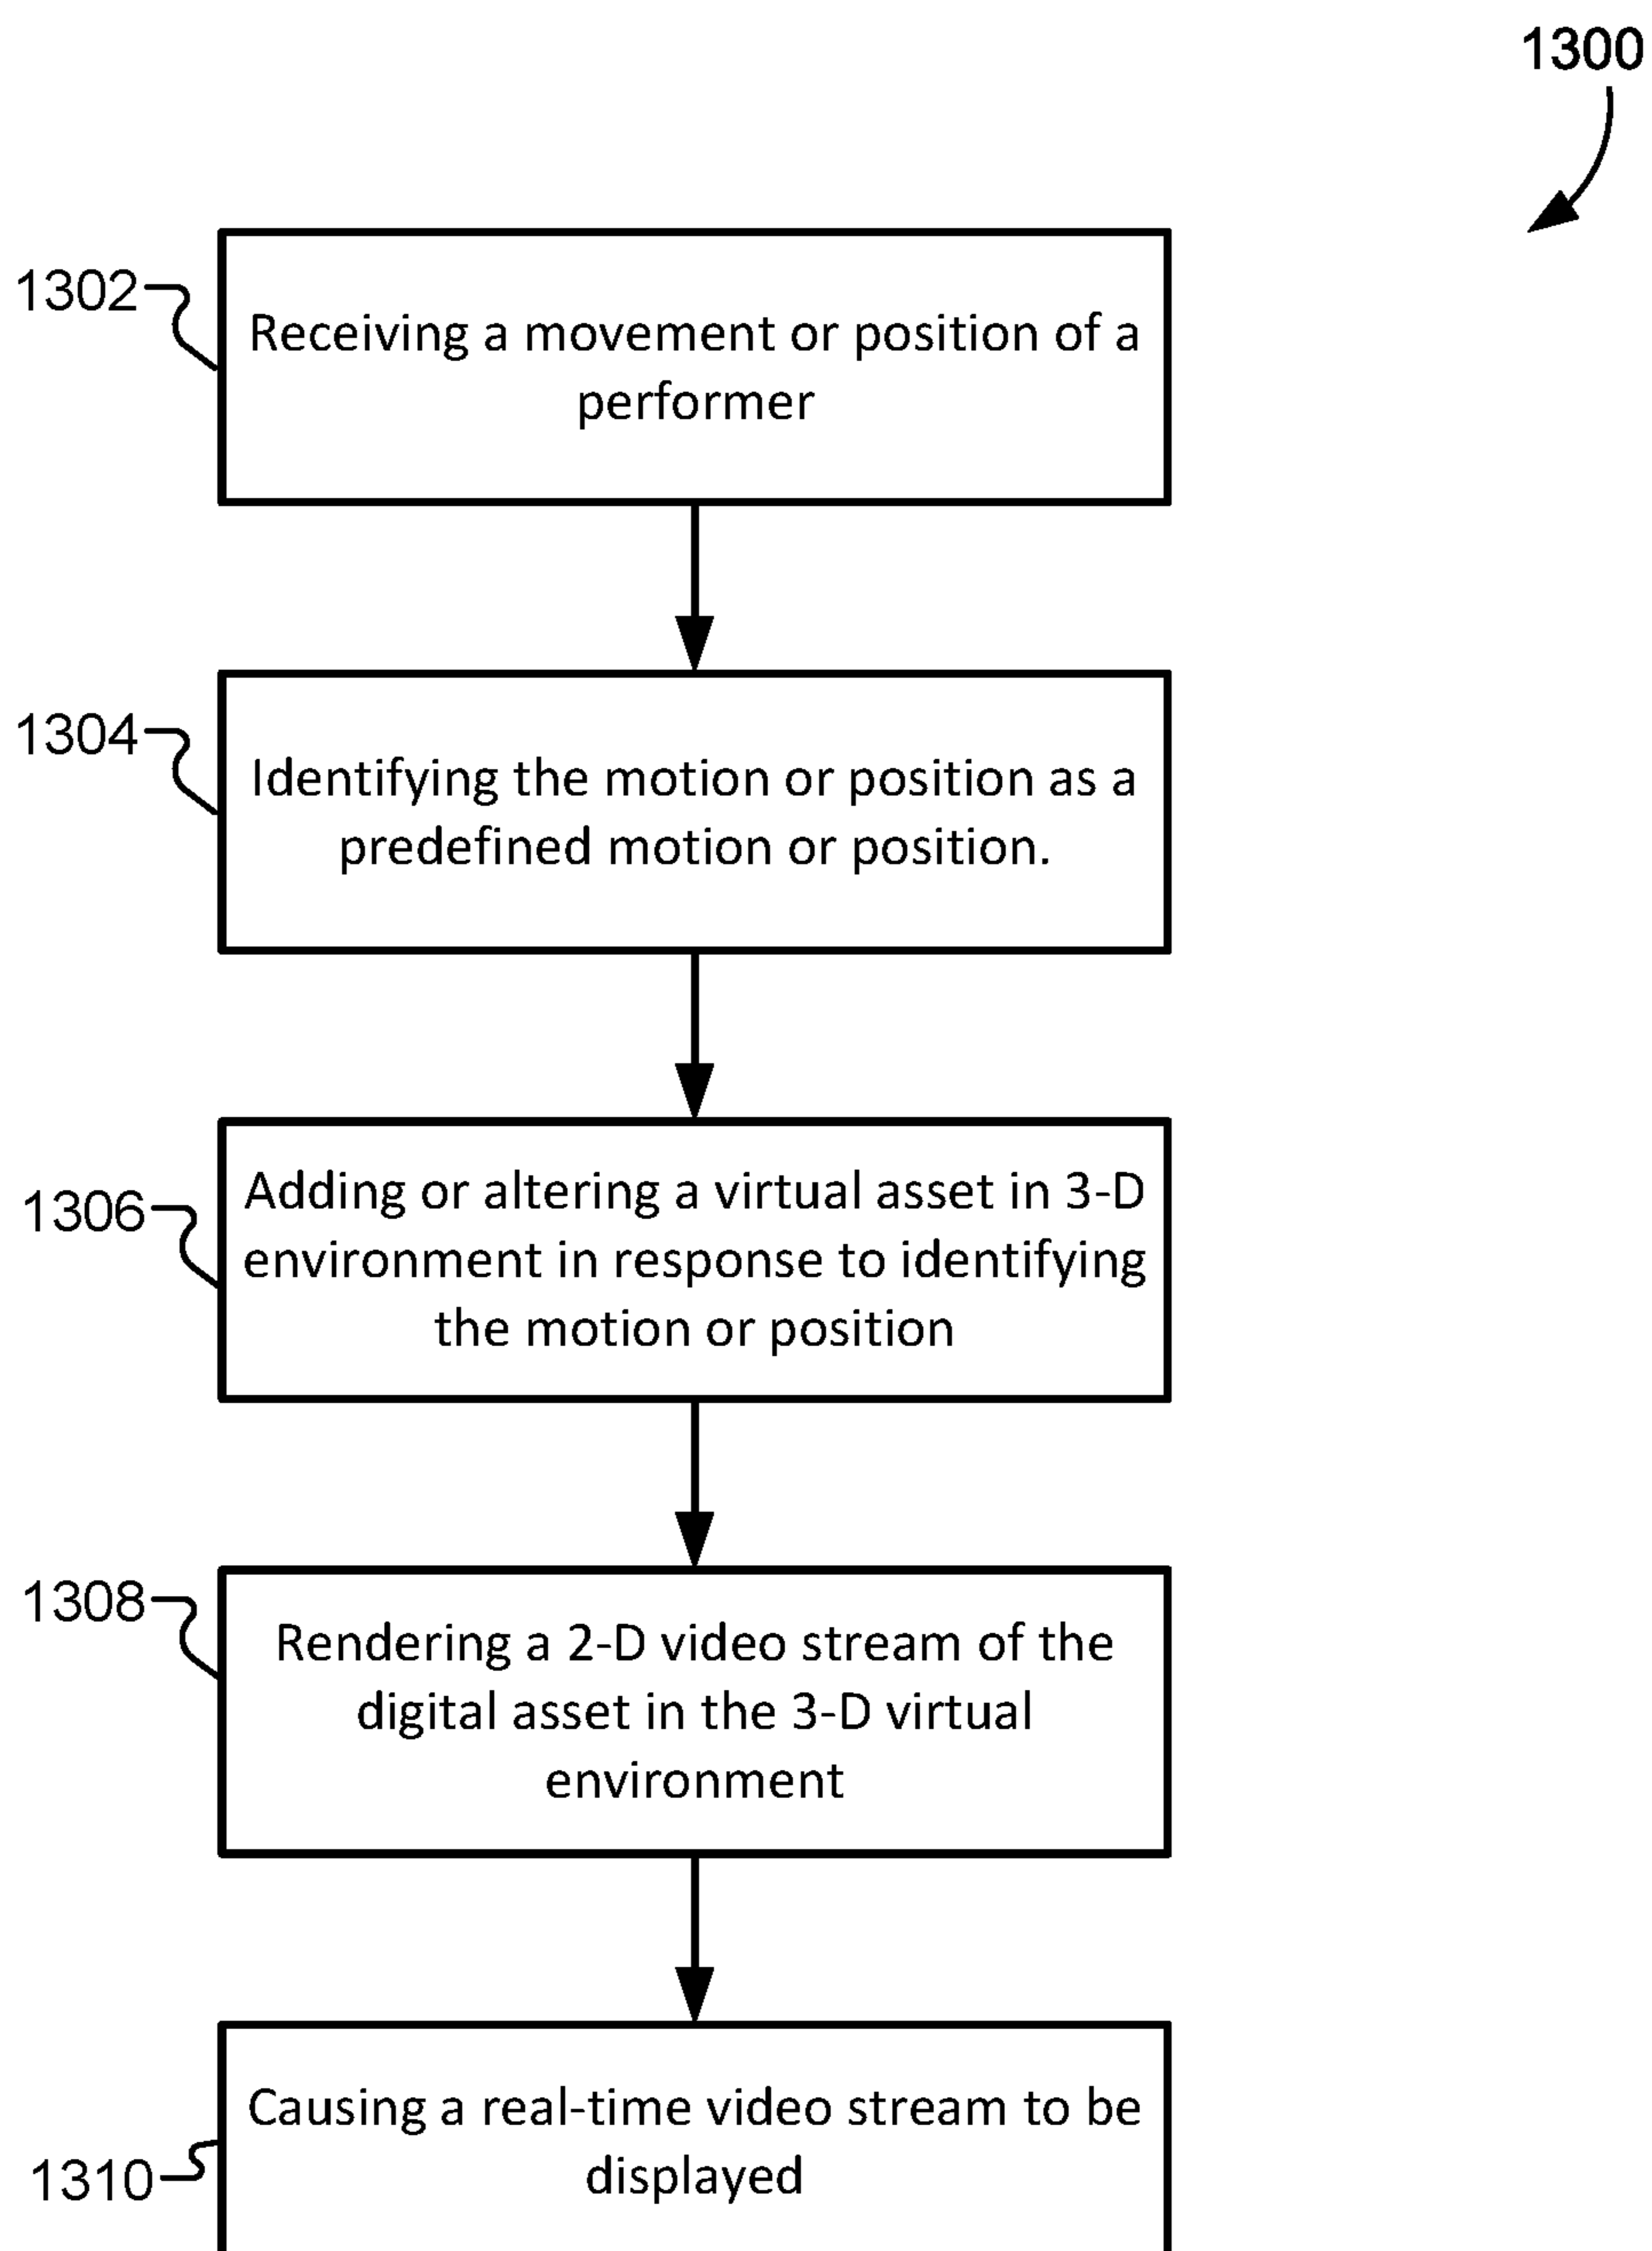 1300
1302
Receiving a movement or position of a
performer
1304
Identifying the motion or position as a
predefined motion or position.
1306
Adding or altering a virtual asset in 3-D
environment in response to identifying
the motion or position
1308
Rendering a 2-D video stream of the
digital asset in the 3-D virtual
environment
1310
Causing a real-time video stream to be
displayed